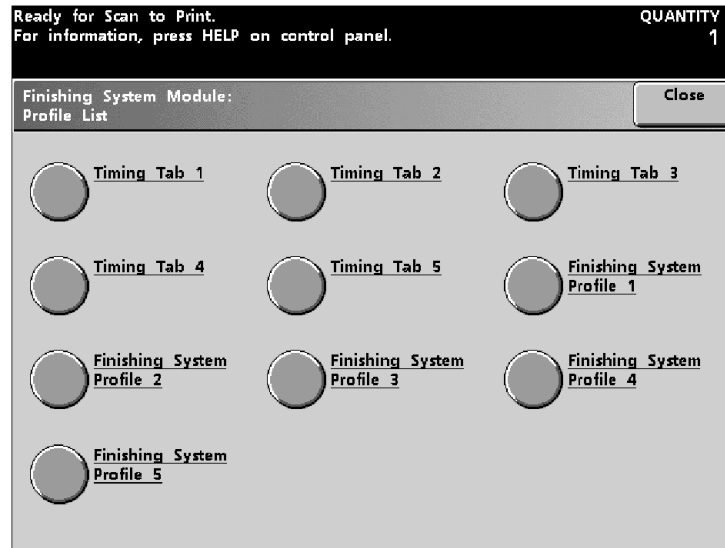 Ready for Scan to Print.
For information, press HELP on control panel.
QUANTITY
1
Finishing System Module:
Profile List
Close
Timing Tab 1
Timing Tab 2
Timing Tab 3
Timing Tab 4
Timing Tab 5
Finishing System
Profile 1
Finishing System
Profile 2
Finishing System
Profile 3
Finishing System
Profile 4
Finishing System
Profile 5